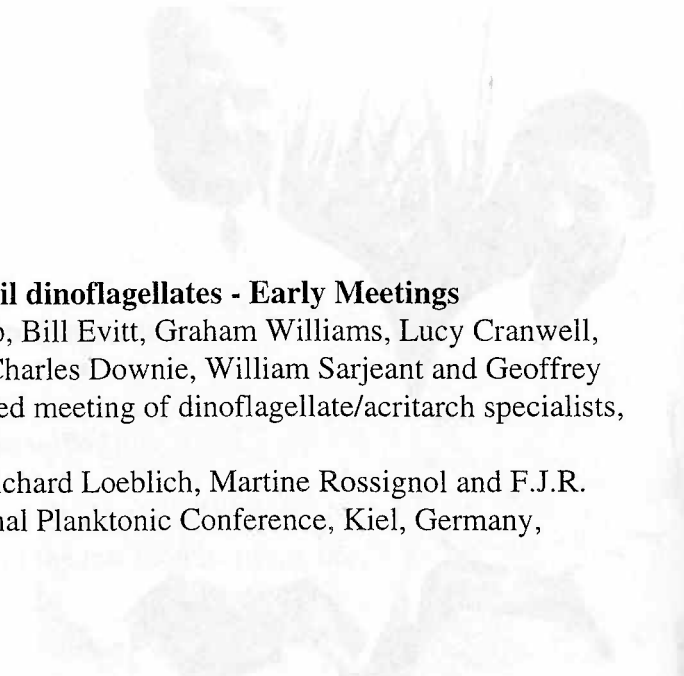 il dinoflagellates - Early Meetings
, Bill Evitt, Graham Williams, Lucy Cranwell,
Charles Downie, William Sarjeant and Geoffrey
ed meeting of dinoflagellate/acritarch specialists,
chard Loeblich, Martine Rossignol and F.J.R.
nal Planktonic Conference, Kiel, Germany,